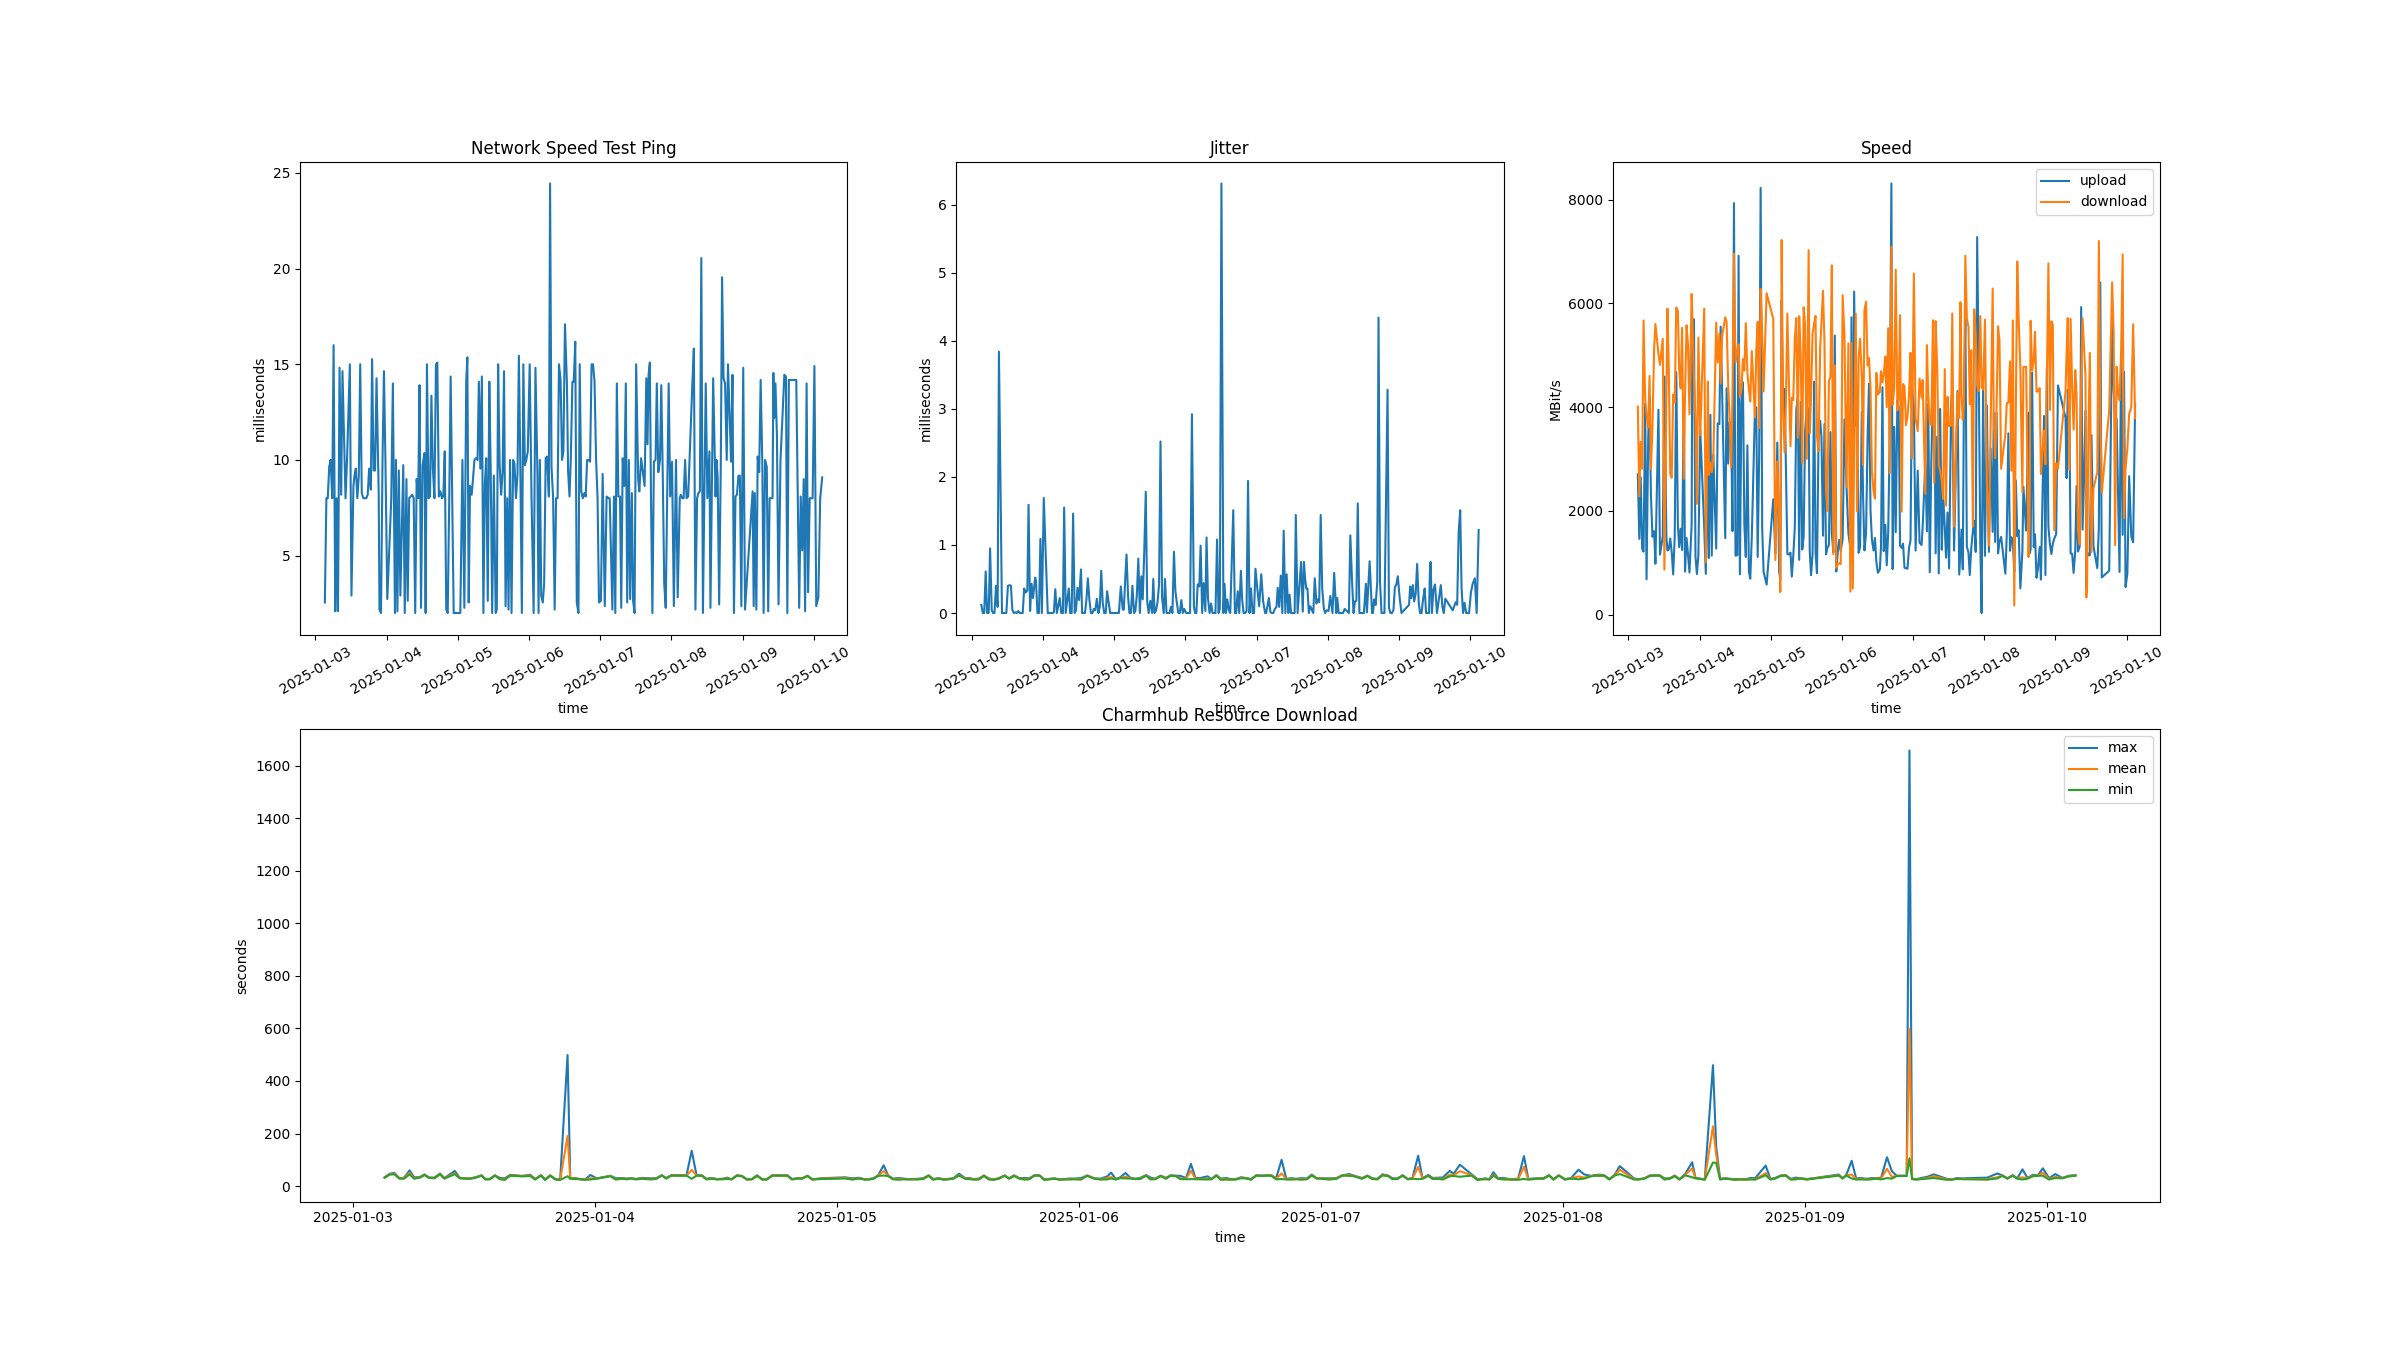 Network Speed Test Ping
milliseconds
25
20
15
10
5
2025-01-03 2025-01-04 2025-01-05 2025-01-06 2025-01-07 2025-01-08 2025-01-09 2025-01-10
time
Jitter
milliseconds
6
5
4
3
2
1
0
2025-01-03 2025-01-04 2025-01-05 2025-01-06 2025-01-07 2025-01-08 2025-01-09 2025-01-10
time
Speed
MBit/s
8000
6000
4000
2000
0
upload
download
2025-01-03 2025-01-04 2025-01-05 2025-01-06 2025-01-07 2025-01-08 2025-01-09 2025-01-10
time
Charmhub Resource Download
seconds
1600
1400
1200
1000
800
600
400
200
0
max
mean
min
2025-01-03 2025-01-04 2025-01-05 2025-01-06 2025-01-07 2025-01-08 2025-01-09 2025-01-10
time